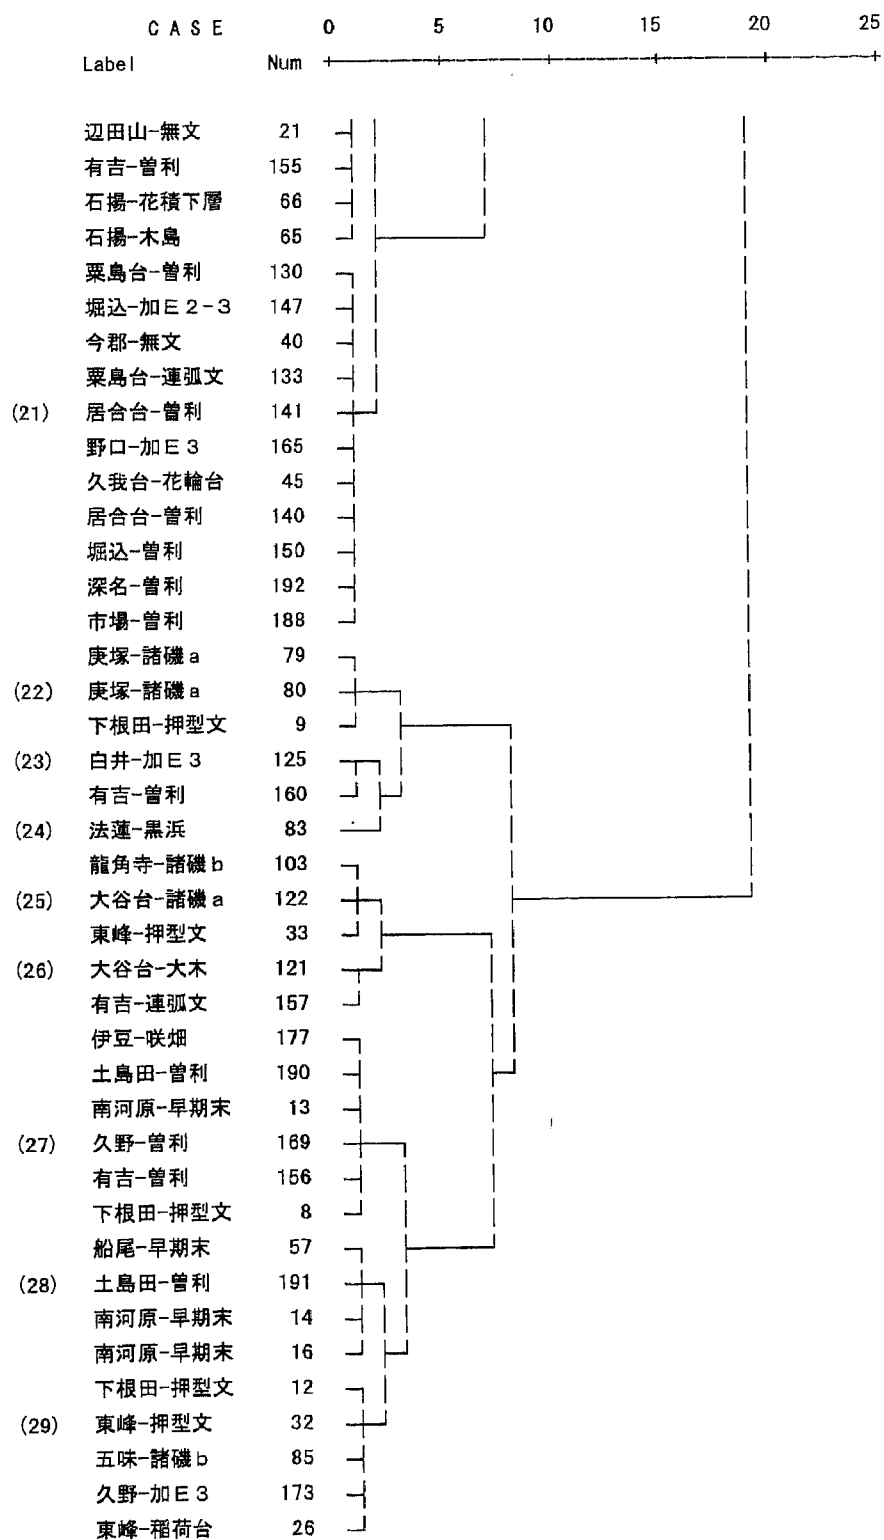 C A S E 0 5 10 15 20 25
Label Num
辺田山-無文 21
有吉-曽利 155
石揚-花積下層 66
石揚-木島 65
粟島台-曽利 130
堀込-加E2-3 147
今郡-無文 40
粟島台-連弧文 133
(21) 居合台-曽利 141
野口-加E3 165
久我台-花輪台 45
居合台-曽利 140
堀込-曽利 150
深名-曽利 192
市場-曽利 188
庚塚-諸磯a 79
(22) 庚塚-諸磯a 80
下根田-押型文 9
(23) 白井-加E3 125
有吉-曽利 160
(24) 法蓮-黒浜 83
龍角寺-諸磯b 103
(25) 大谷台-諸磯a 122
東峰-押型文 33
(26) 大谷台-大木 121
有吉-連弧文 157
伊豆-咲畑 177
土島田-曽利 190
南河原-早期末 13
(27) 久野-曽利 169
有吉-曽利 156
下根田-押型文 8
船尾-早期末 57
(28) 土島田-曽利 191
南河原-早期末 14
南河原-早期末 16
下根田-押型文 12
(29) 東峰-押型文 32
五味-諸磯b 85
久野-加E3 173
東峰-稲荷台 26